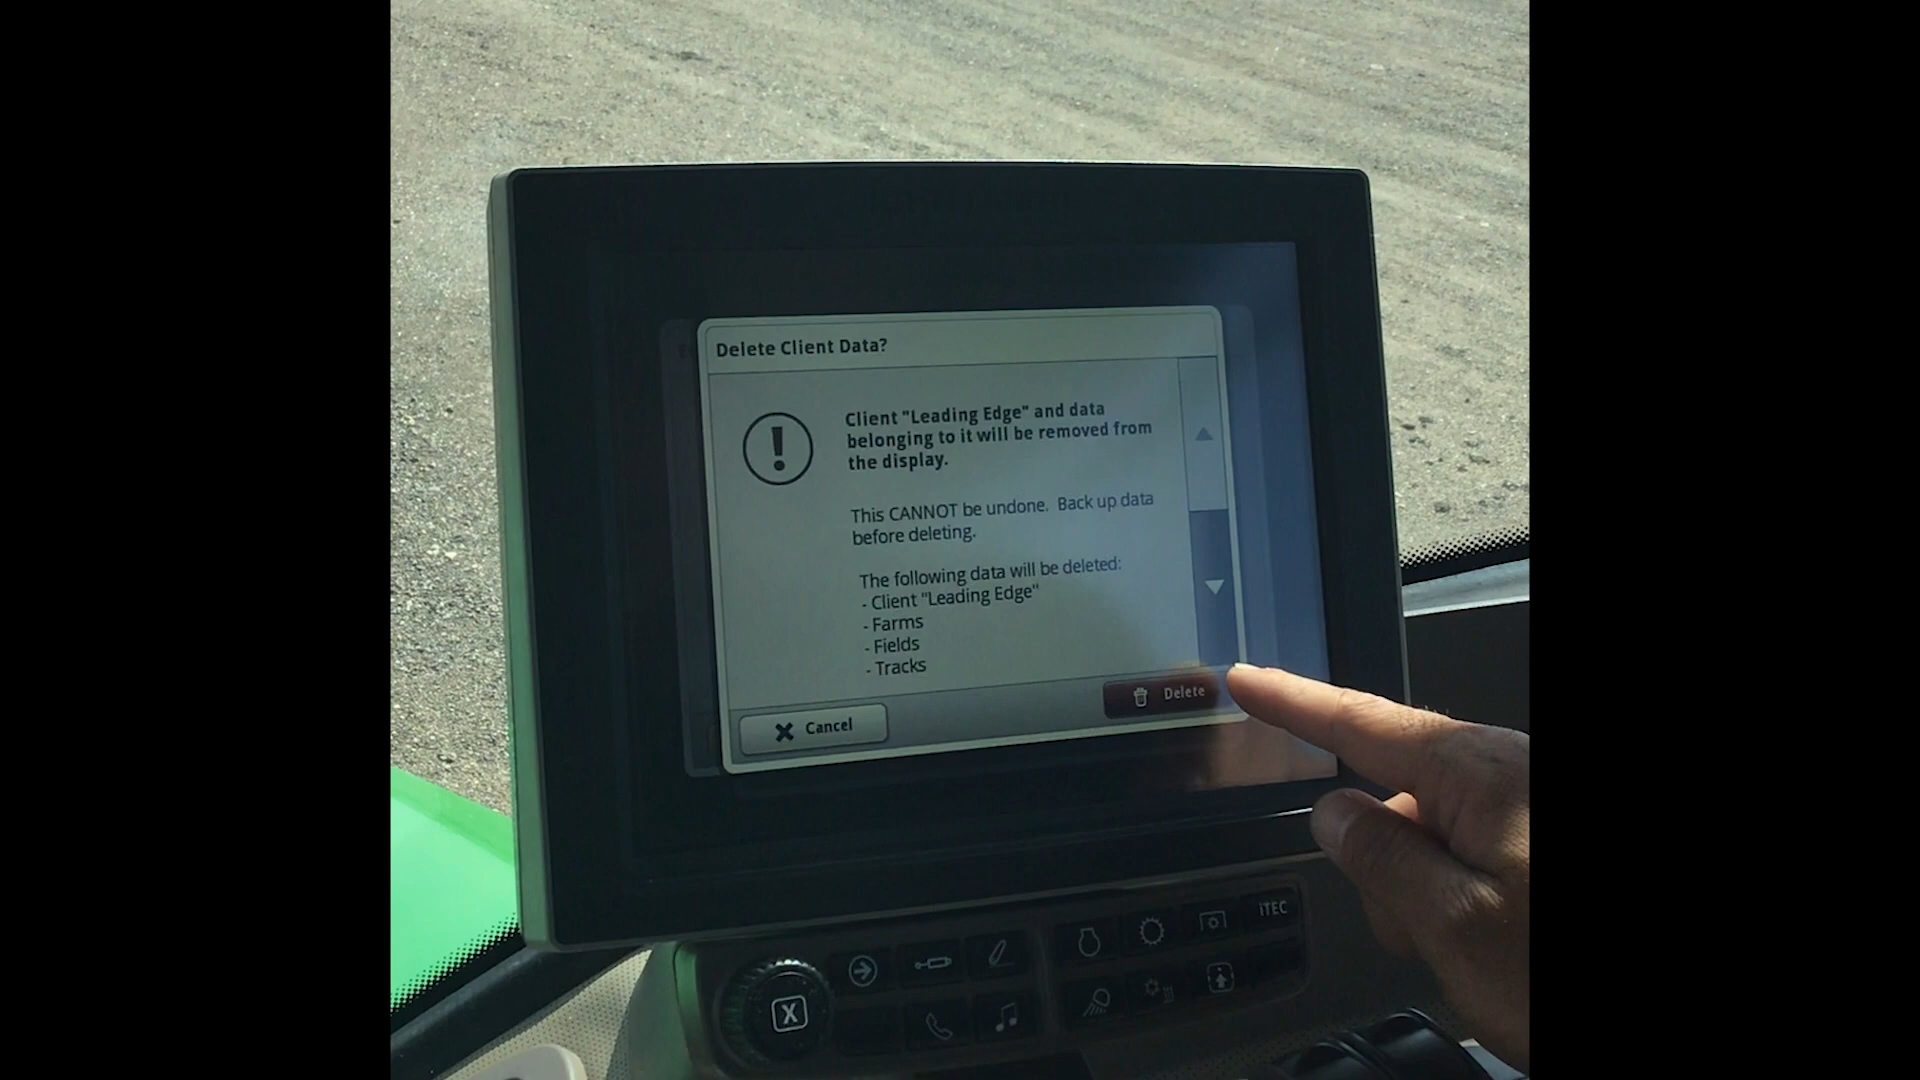 Delete Client Data?
Client "Leading Edge" and data
belonging to it will be removed from
the display.
This CANNOT be undone. Back up data
before deleting.
The following data will be deleted:
- Client "Leading Edge"
- Farms
- Fields
- Tracks
Cancel
Delete
iTEC
X